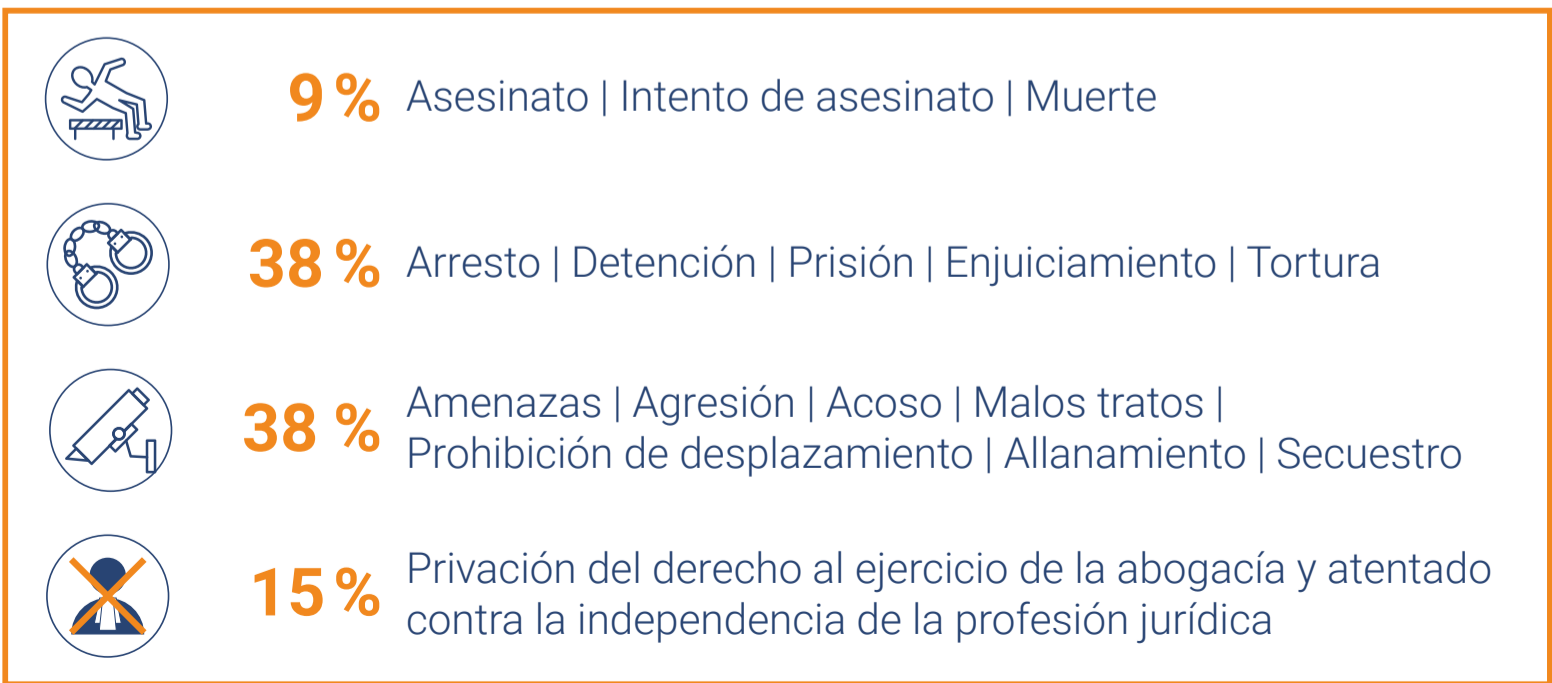 9 % Asesinato | Intento de asesinato | Muerte
38 % Arresto | Detención | Prisión | Enjuiciamiento | Tortura
38 % Amenazas | Agresión | Acoso | Malos tratos |
Prohibición de desplazamiento | Allanamiento | Secuestro
15 % Privación del derecho al ejercicio de la abogacía y atentado
contra la independencia de la profesión jurídica